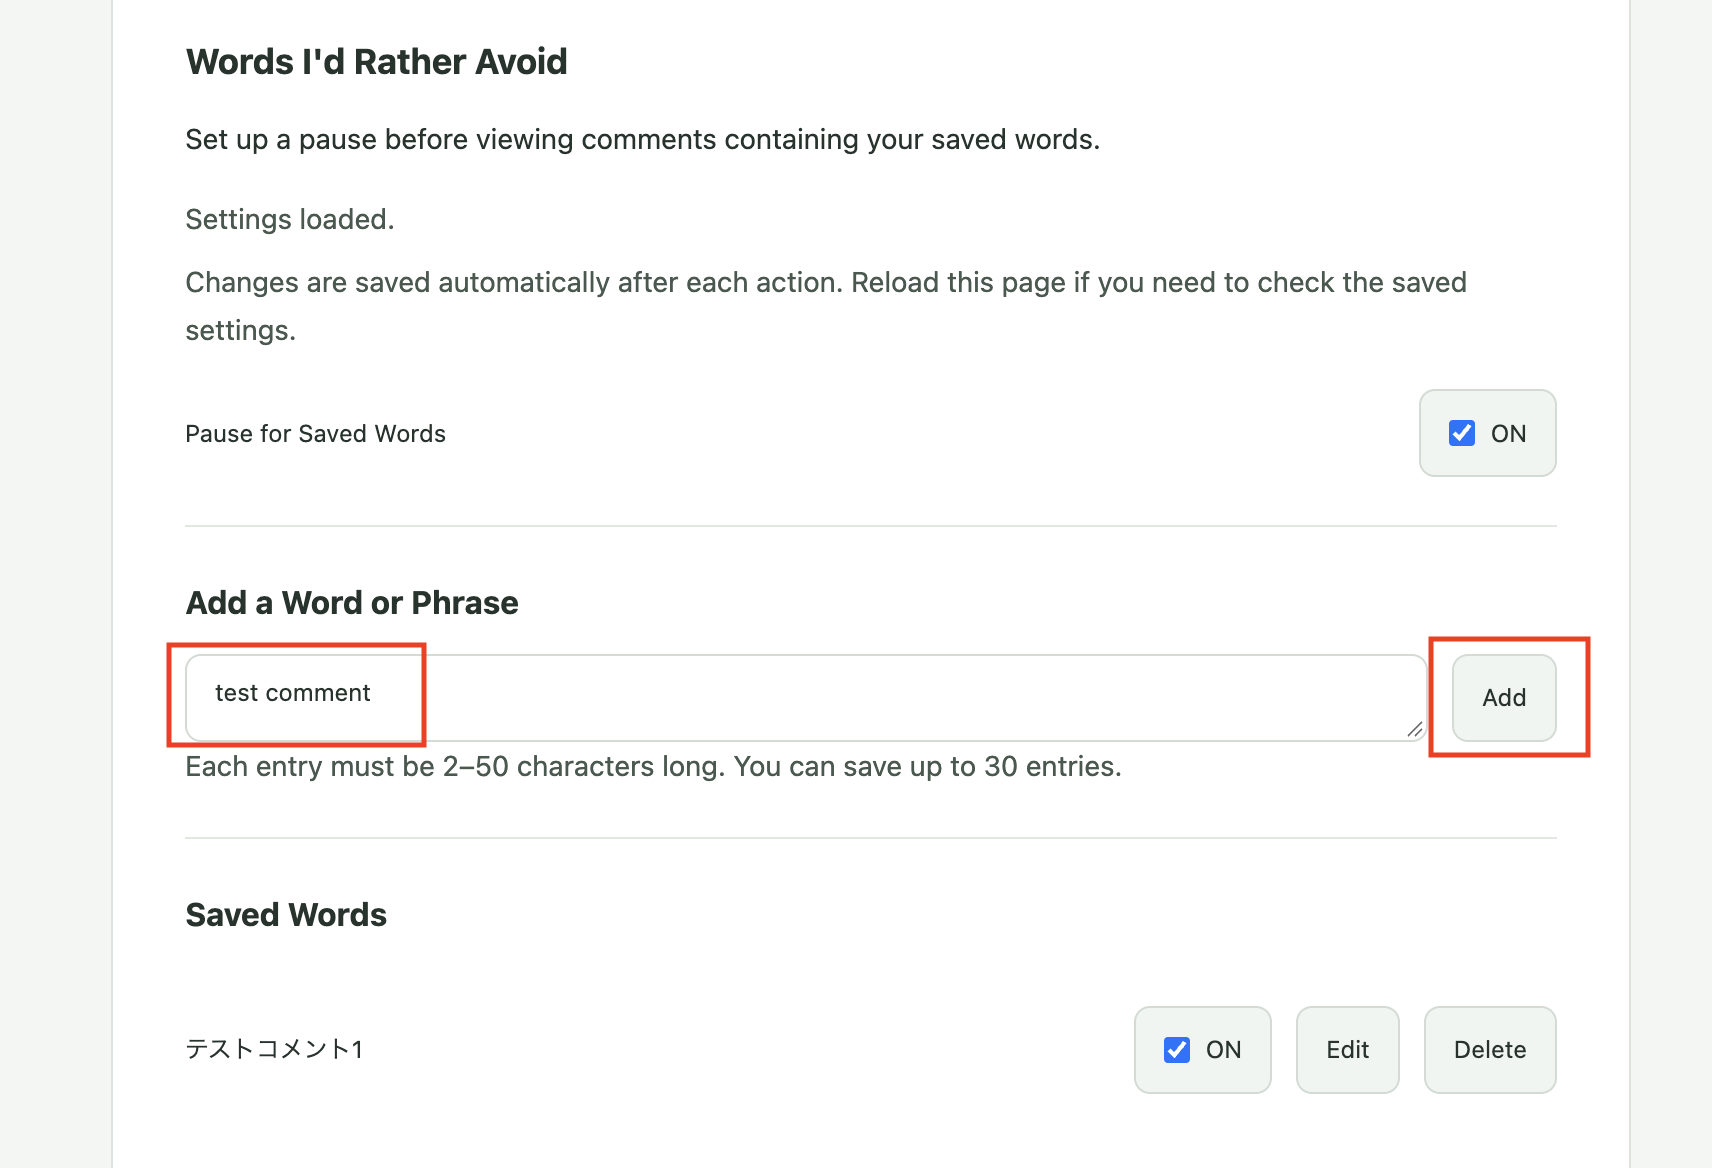 Words I'd Rather Avoid
Set up a pause before viewing comments containing your saved words.
Settings loaded.
Changes are saved automatically after each action. Reload this page if you need to check the saved
settings.
Pause for Saved Words
ON
Add a Word or Phrase
test comment
Add
Each entry must be 2–50 characters long. You can save up to 30 entries.
Saved Words
テストコメント1
ON
Edit
Delete